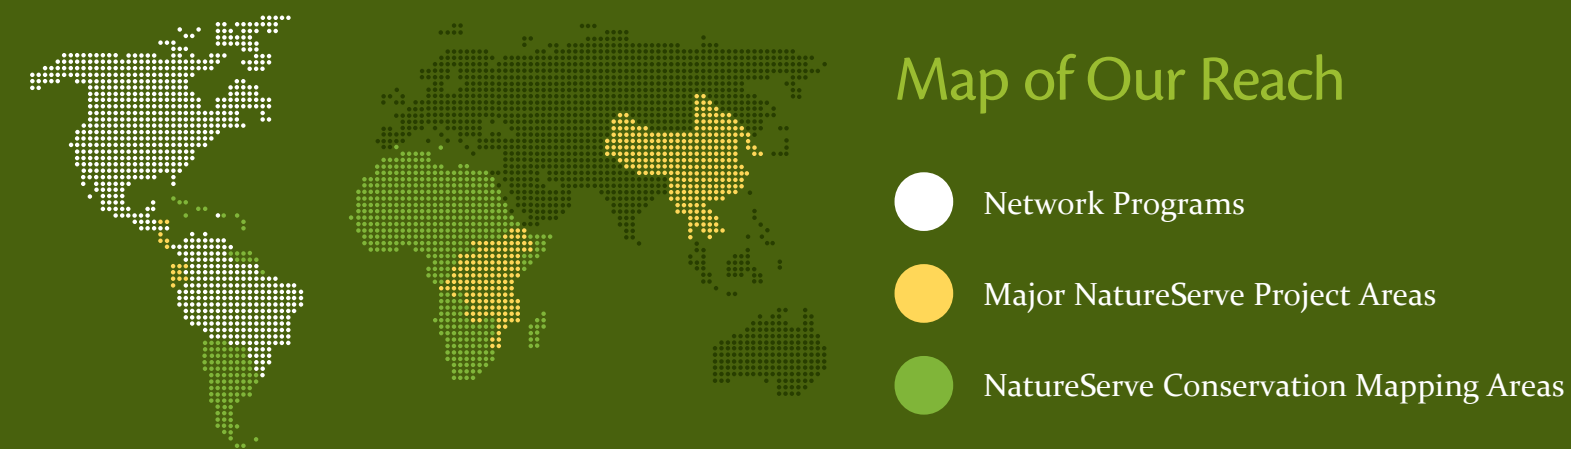 Map of Our Reach
Network Programs
Major NatureServe Project Areas
NatureServe Conservation Mapping Areas